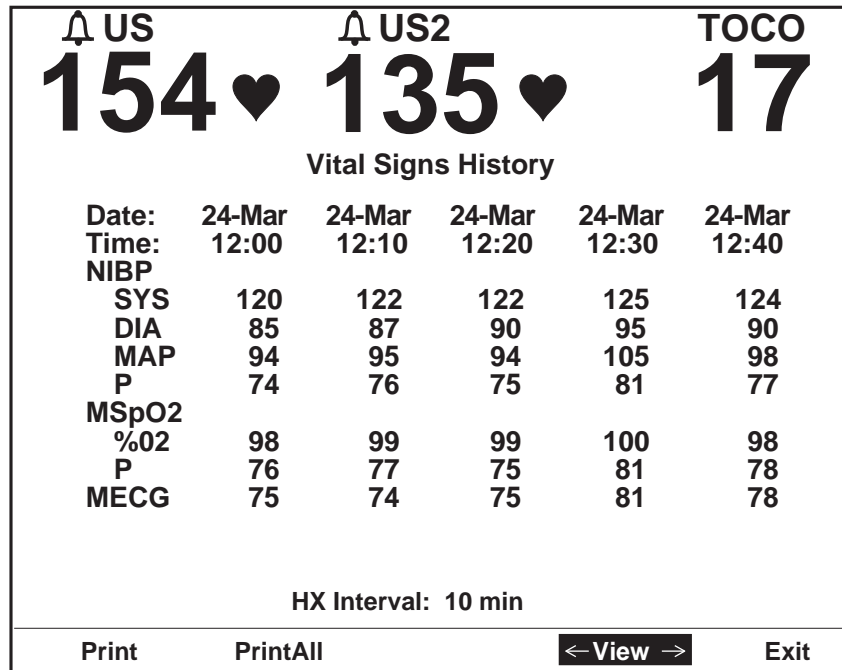 US US2 TOCO
154 135 17
Vital Signs History
Date: 24-Mar 24-Mar 24-Mar 24-Mar 24-Mar
Time: 12:00 12:10 12:20 12:30 12:40
NIBP
SYS 120 122 122 125 124
DIA 85 87 90 95 90
MAP 94 95 94 105 98
P 74 76 75 81 77
MSpO2
%02 98 99 99 100 98
P 76 77 75 81 78
MECG 75 74 75 81 78
HX Interval: 10 min
Print PrintAll ←View → Exit